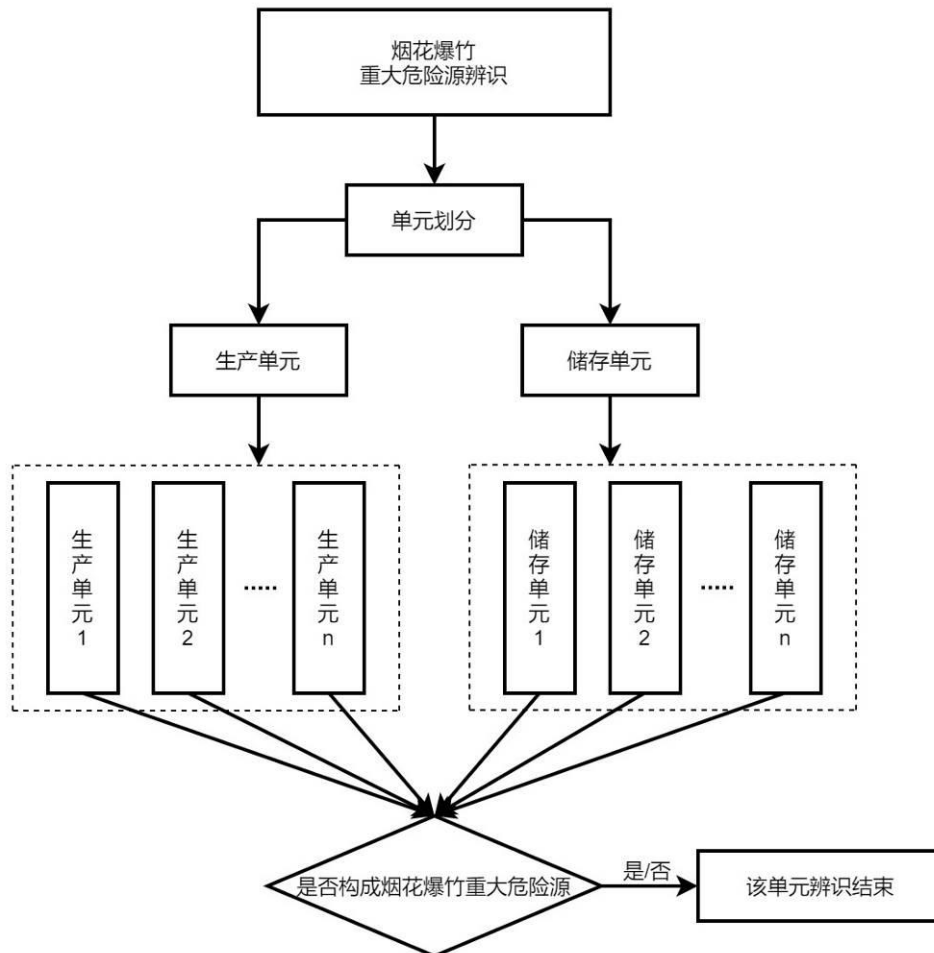 烟花爆竹
重大危险源辨识
单元划分
生产单元
储存单元
生产单元1
生产单元2
·····
生产单元n
储存单元1
储存单元2
·····
储存单元n
是否构成烟花爆竹重大危险源
是/否
该单元辨识结束